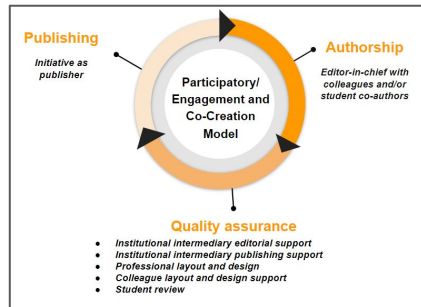 Publishing
Initiative as
publisher
Authorship
Editor-in-chief with
colleagues and/or
student co-authors
Participatory/
Engagement and
Co-Creation
Model
Quality assurance
● Institutional intermediary editorial support
● Institutional intermediary publishing support
● Professional layout and design
● Colleague layout and design support
● Student review